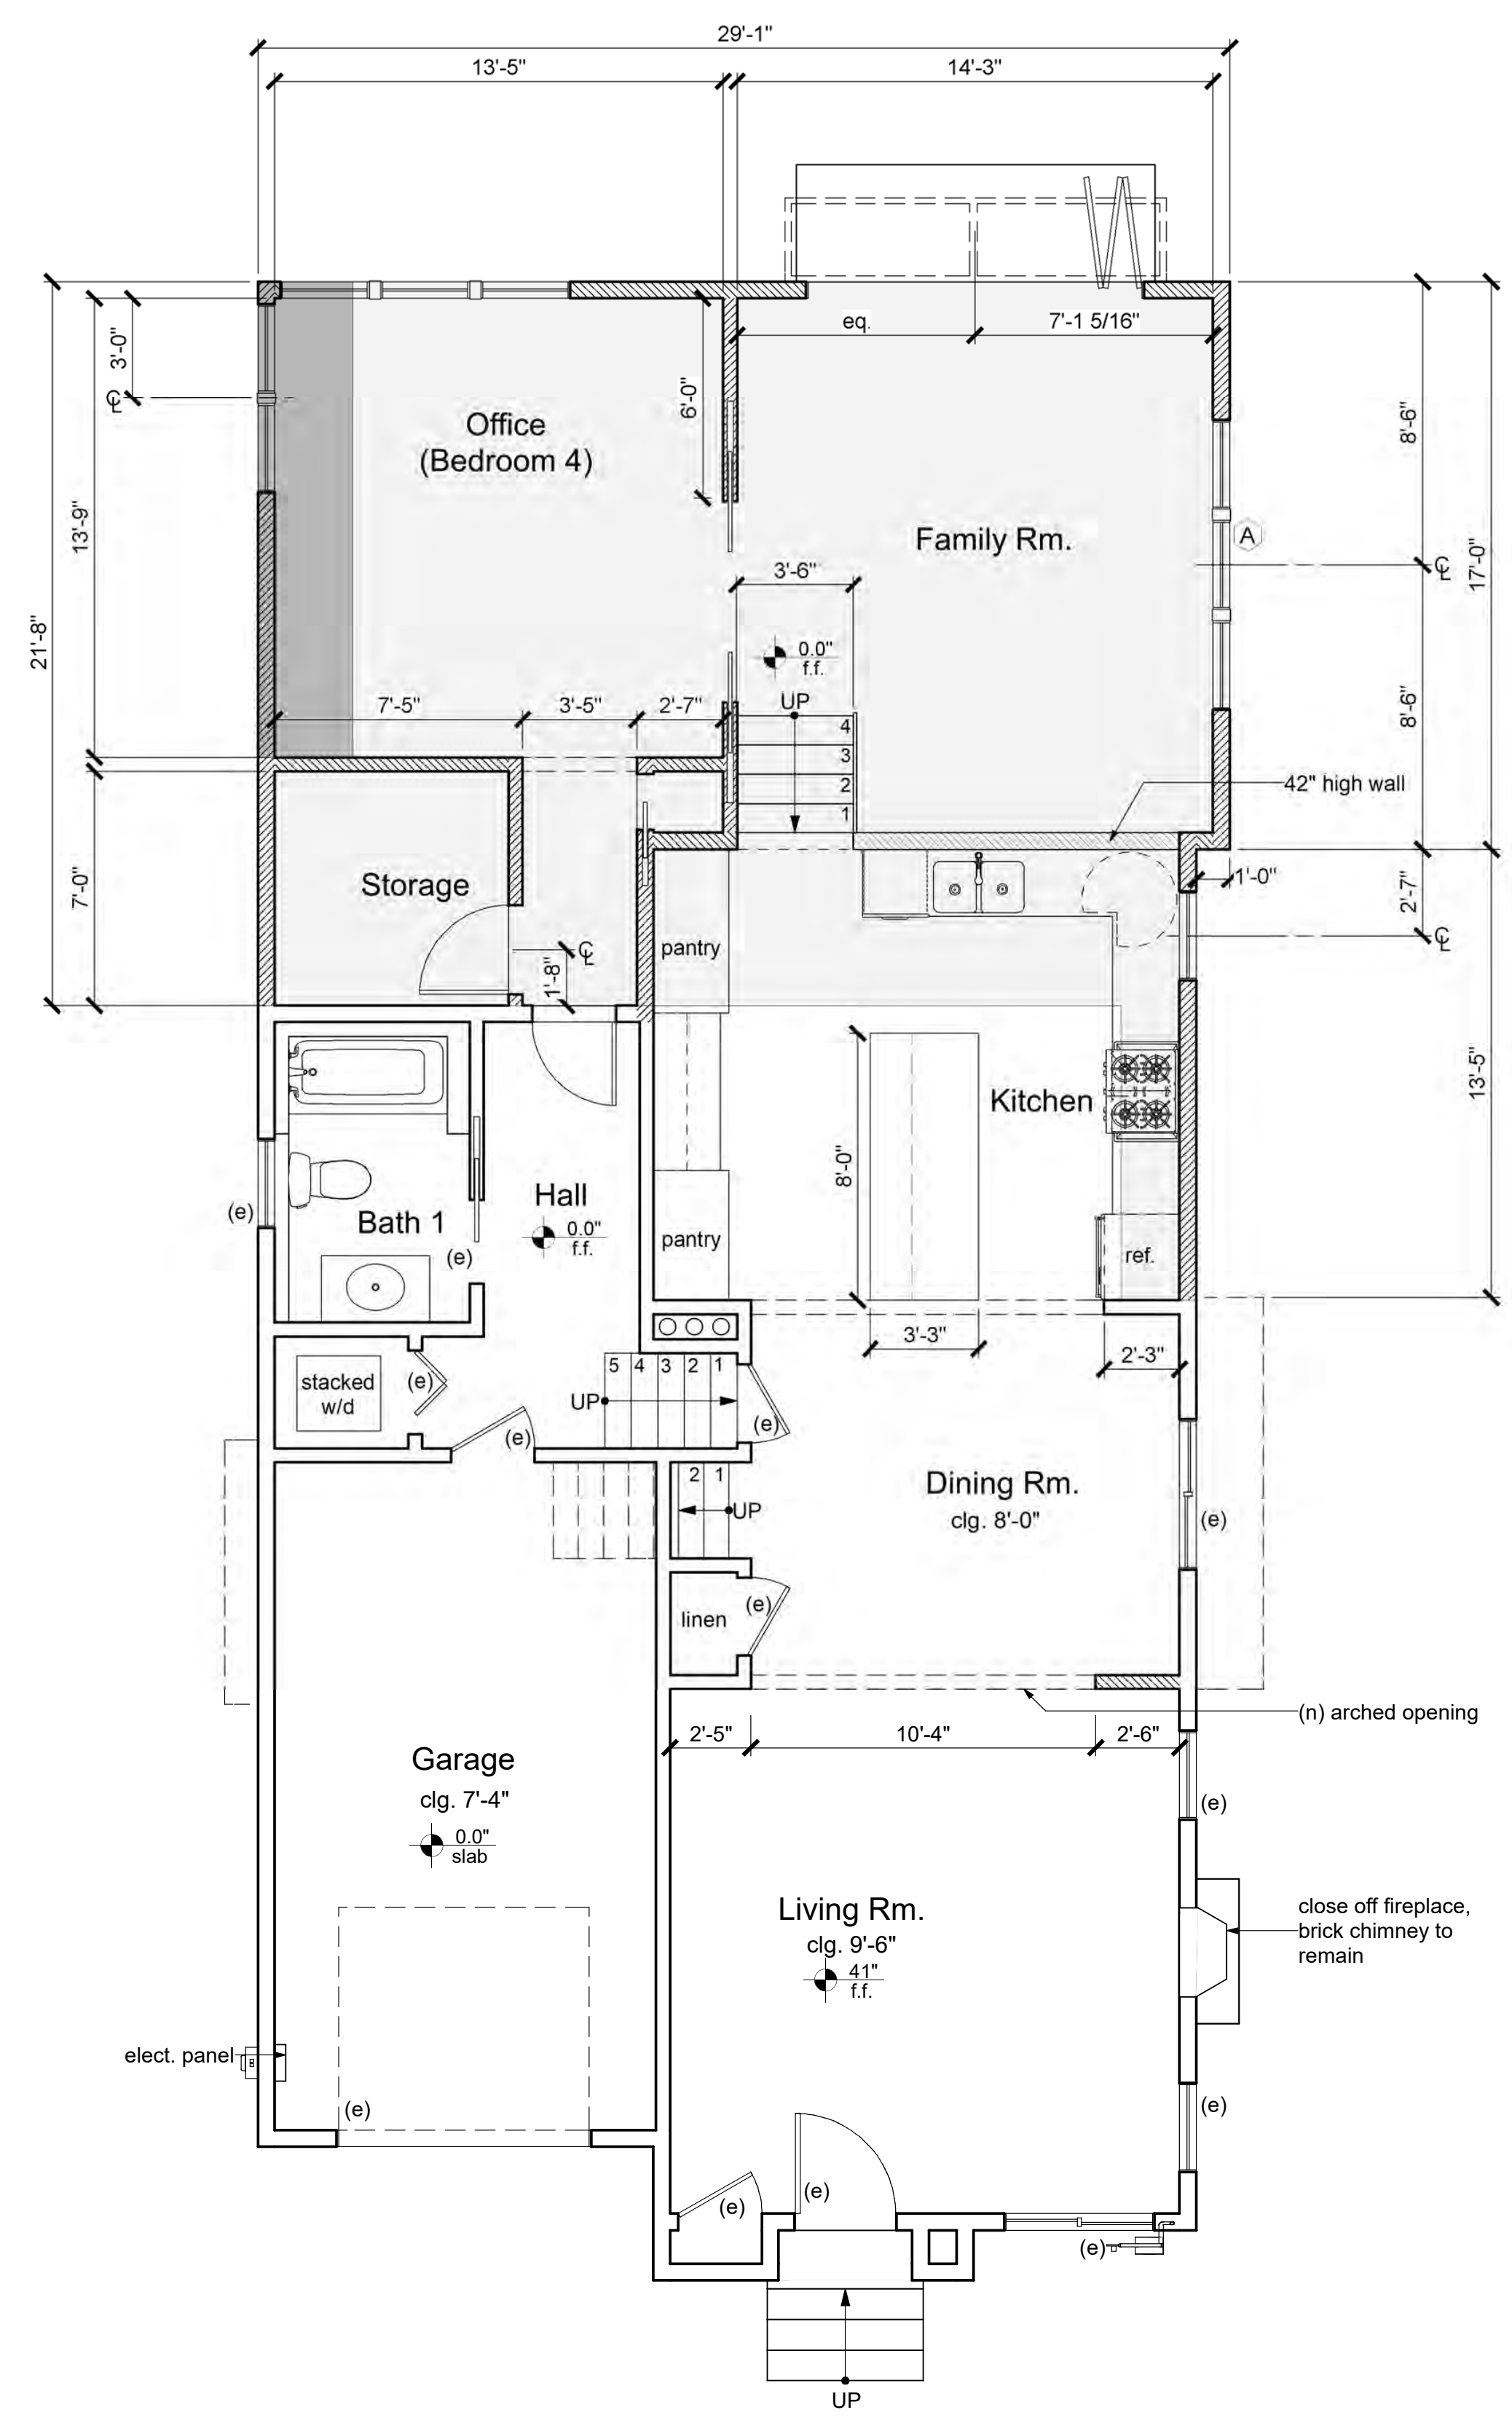 29'-1"
13'-5"
14'-3"
eq.
7'-1 5/16"
3'-0"
℄
6'-0"
8'-6"
Office
(Bedroom 4)
13'-9"
21'-8"
Family Rm.
A
℄
17'-0"
3'-6"
0.0"
f.f.
UP
7'-5"
3'-5"
2'-7"
4
3
2
1
8'-6"
42" high wall
1'-0"
2'-7"
℄
7'-0"
Storage
℄
1'-8"
pantry
Kitchen
13'-5"
8'-0"
Hall
0.0"
f.f.
(e)
Bath 1
(e)
pantry
ref.
3'-3"
2'-3"
stacked
w/d
(e)
5 4 3 2 1
UP
(e)
(e)
2 1
UP
Dining Rm.
clg. 8'-0"
(e)
linen
(e)
(n) arched opening
2'-5"
10'-4"
2'-6"
Garage
clg. 7'-4"
0.0"
slab
(e)
Living Rm.
clg. 9'-6"
41"
f.f.
close off fireplace,
brick chimney to
remain
elect. panel
(e)
(e)
(e)
(e)
(e)
UP